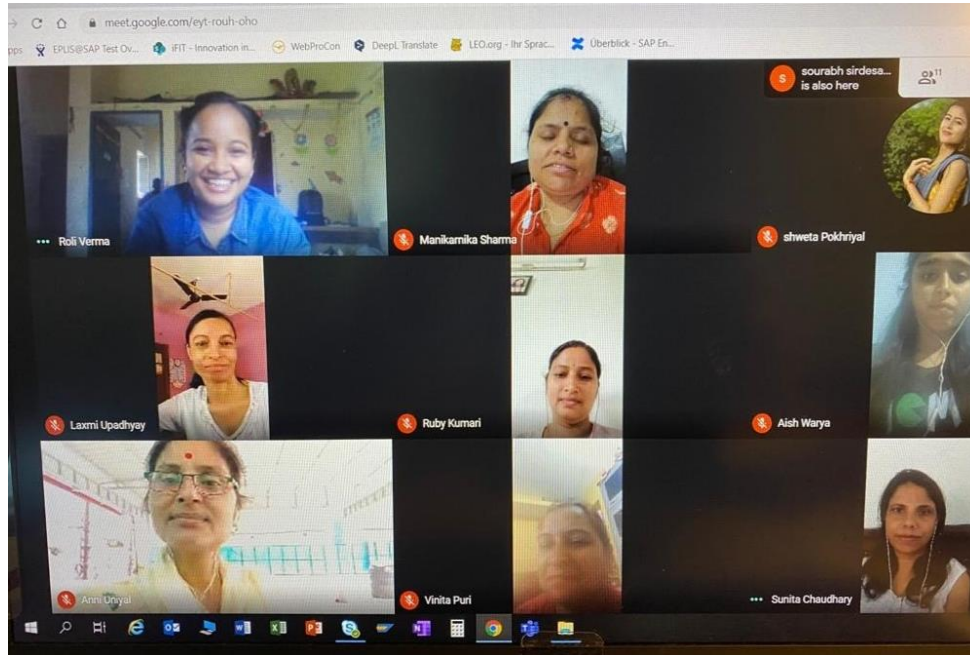 meet.google.com/eyt-rouh-oho
pps EPLIS@SAP Test Ov... iFIT - Innovation in... WebProCon DeepL Translate LEO.org - Ihr Sprac... Überblick - SAP En...
S sourabh sirdesa...
is also here
11
Roli Verma
Manikarnika Sharma
shweta Pokhriyal
Laxmi Upadhyay
Ruby Kumari
Aish Warya
Anni Uniyal
Vinita Puri
Sunita Chaudhary